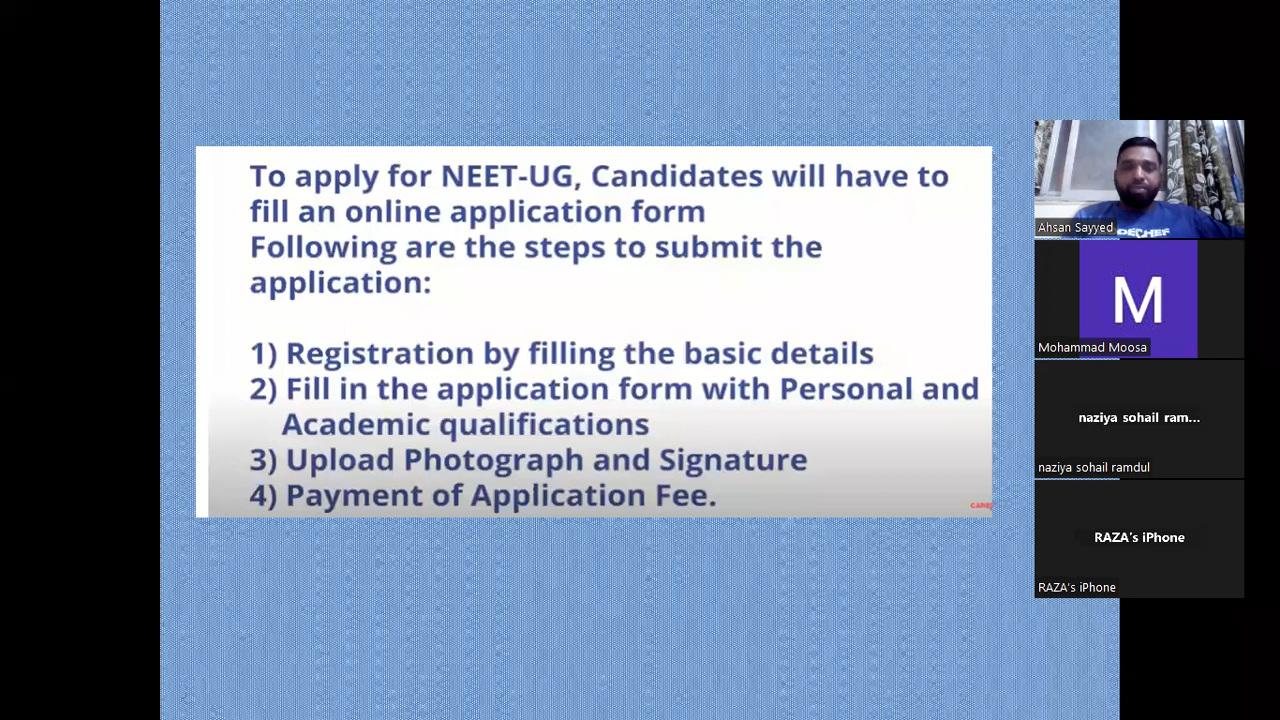 To apply for NEET-UG, Candidates will have to
fill an online application form
Following are the steps to submit the
application:
1) Registration by filling the basic details
2) Fill in the application form with Personal and
Academic qualifications
3) Upload Photograph and Signature
4) Payment of Application Fee.
Ahsan Sayyed
M
Mohammad Moosa
naziya sohail ram...
naziya sohail ramdul
RAZA's iPhone
RAZA's iPhone